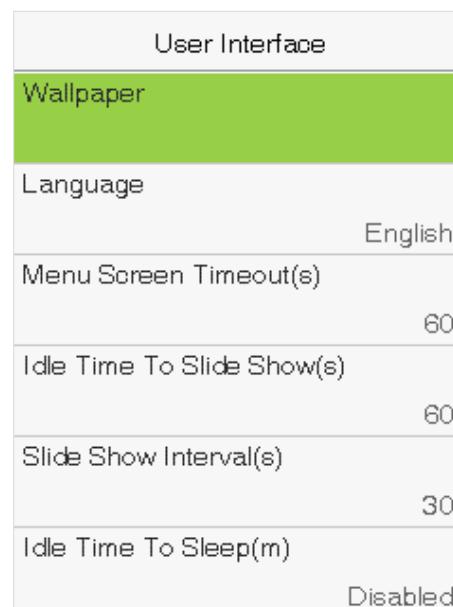 User Interface
Wallpaper
Language
English
Menu Screen Timeout(s)
60
Idle Time To Slide Show(s)
60
Slide Show Interval(s)
30
Idle Time To Sleep(m)
Disabled